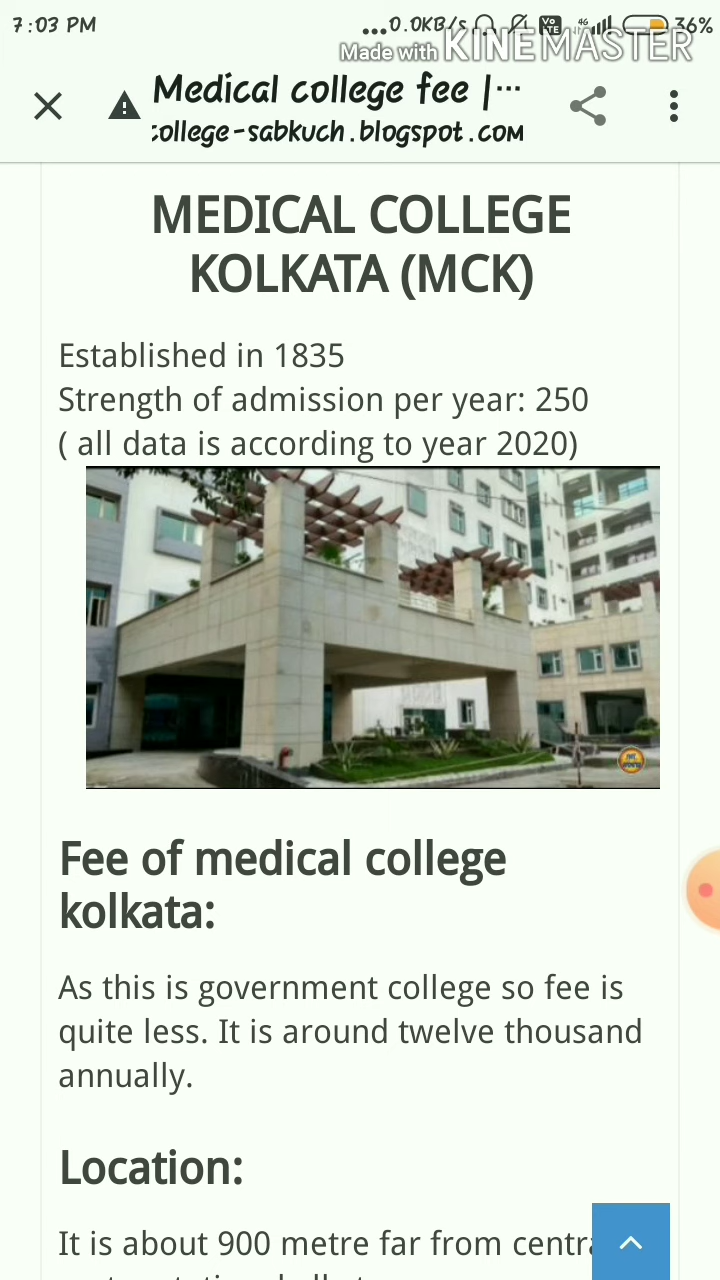 7:03 PM
...0.0KB/s
Vo
LTE
4G
36%
Made with KINEMASTER
Medical college fee |...
college-sabkuch.blogspot.com
MEDICAL COLLEGE
KOLKATA (MCK)
Established in 1835
Strength of admission per year: 250
( all data is according to year 2020)
Fee of medical college
kolkata:
As this is government college so fee is
quite less. It is around twelve thousand
annually.
Location:
It is about 900 metre far from